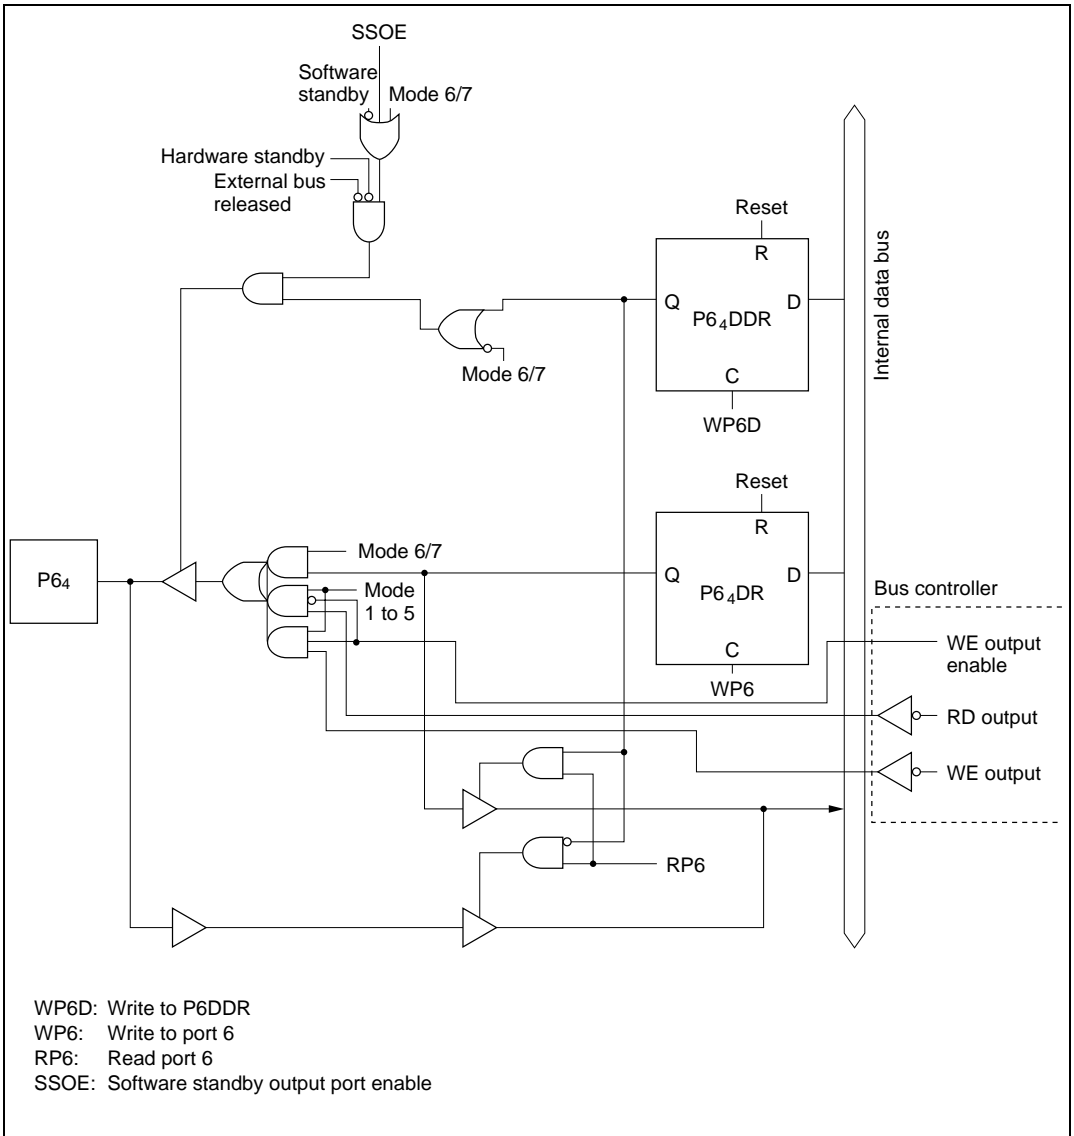 SSOE
Software
standby
Mode 6/7
Hardware standby
External bus
released
Reset
R
Q
D
P6₄DDR
C
WP6D
Mode 6/7
Internal data bus
Reset
R
Q
D
P6₄DR
C
WP6
P6₄
Mode 6/7
Mode
1 to 5
Bus controller
WE output
enable
RD output
WE output
RP6
WP6D: Write to P6DDR
WP6: Write to port 6
RP6: Read port 6
SSOE: Software standby output port enable